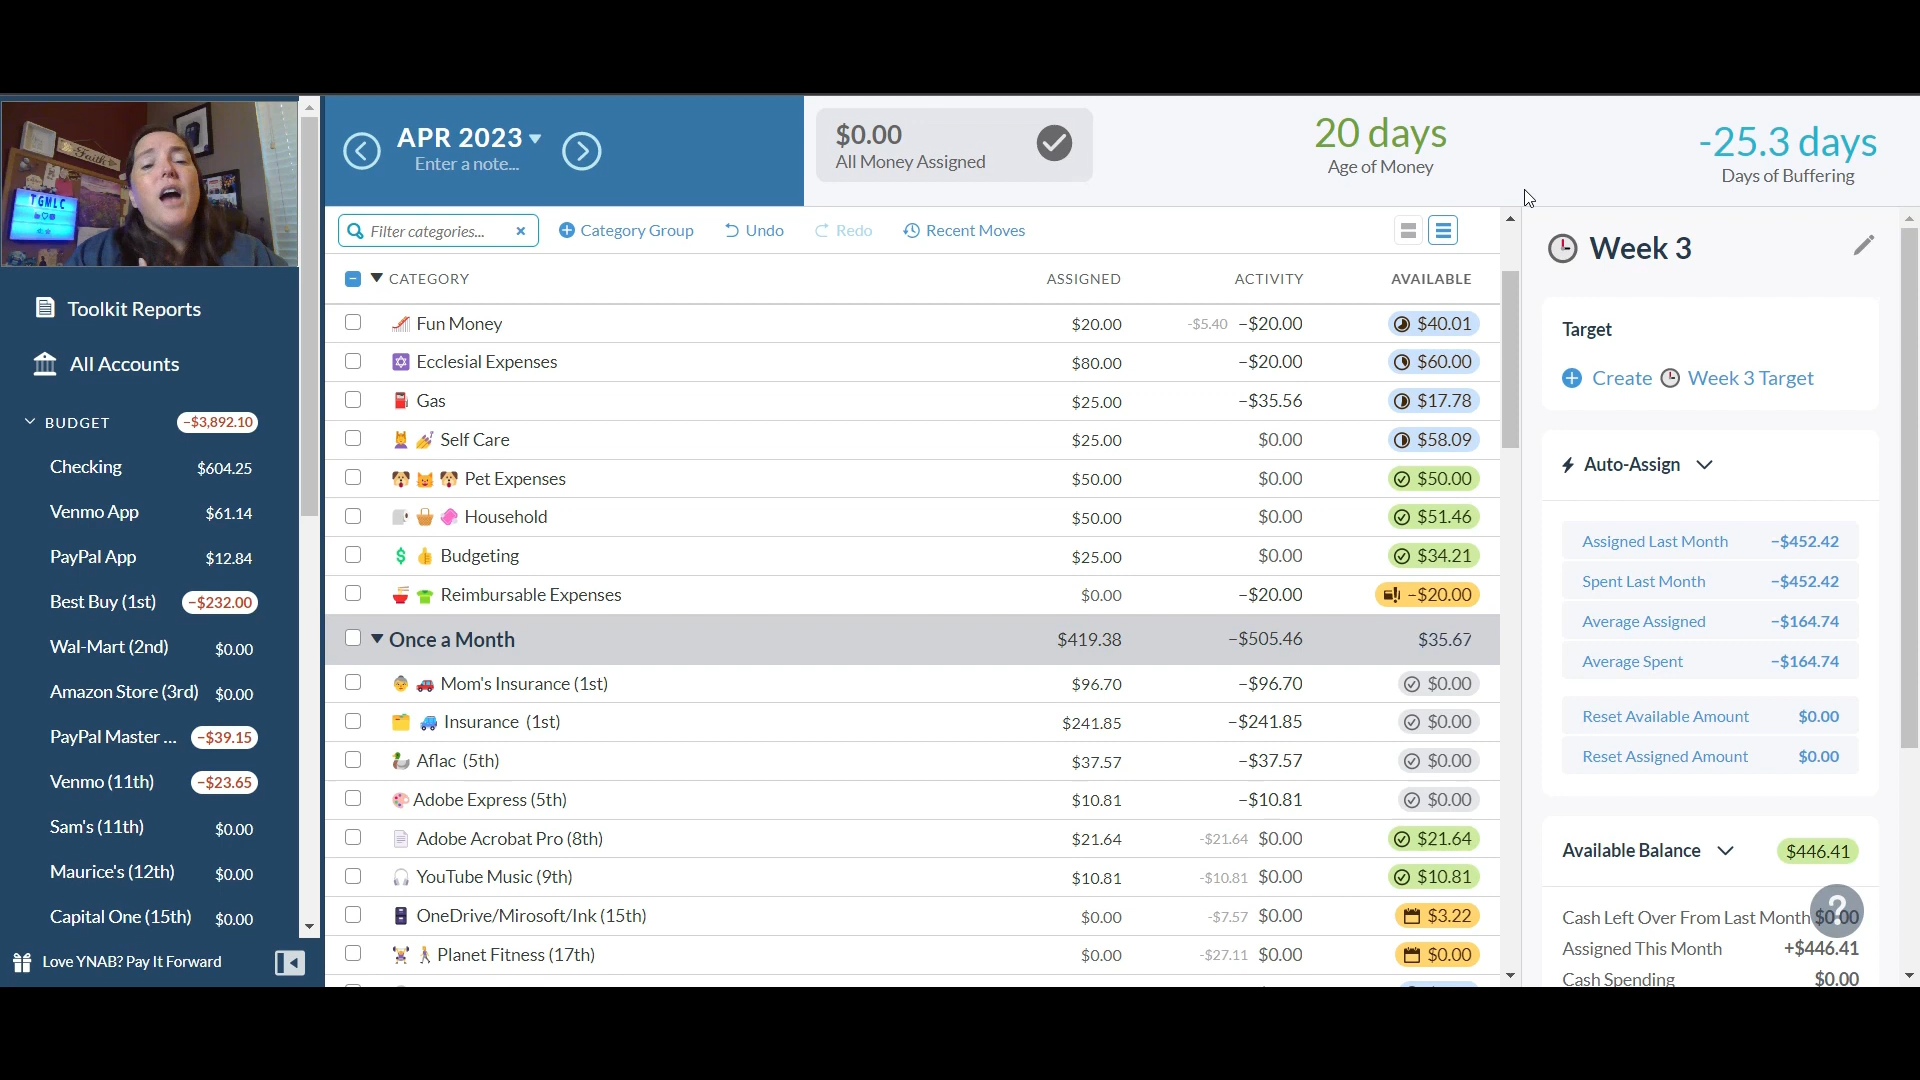 Faith
TGMLC
Toolkit Reports
All Accounts
BUDGET −$3,892.10
Checking $604.25
Venmo App $61.14
PayPal App $12.84
Best Buy (1st) −$232.00
Wal-Mart (2nd) $0.00
Amazon Store (3rd) $0.00
PayPal Master ... −$39.15
Venmo (11th) −$23.65
Sam's (11th) $0.00
Maurice's (12th) $0.00
Capital One (15th) $0.00
Love YNAB? Pay It Forward
APR 2023
Enter a note...
$0.00
All Money Assigned
20 days
Age of Money
-25.3 days
Days of Buffering
Filter categories... Category Group Undo Redo Recent Moves
CATEGORY ASSIGNED ACTIVITY AVAILABLE
Fun Money $20.00 -$5.40 −$20.00 $40.01
Ecclesial Expenses $80.00 −$20.00 $60.00
Gas $25.00 −$35.56 $17.78
Self Care $25.00 $0.00 $58.09
Pet Expenses $50.00 $0.00 $50.00
Household $50.00 $0.00 $51.46
Budgeting $25.00 $0.00 $34.21
Reimbursable Expenses $0.00 −$20.00 −$20.00
Once a Month $419.38 −$505.46 $35.67
Mom's Insurance (1st) $96.70 −$96.70 $0.00
Insurance (1st) $241.85 −$241.85 $0.00
Aflac (5th) $37.57 −$37.57 $0.00
Adobe Express (5th) $10.81 −$10.81 $0.00
Adobe Acrobat Pro (8th) $21.64 -$21.64 $0.00 $21.64
YouTube Music (9th) $10.81 -$10.81 $0.00 $10.81
OneDrive/Mirosoft/Ink (15th) $0.00 -$7.57 $0.00 $3.22
Planet Fitness (17th) $0.00 -$27.11 $0.00 $0.00
Week 3
Target
Create Week 3 Target
Auto-Assign
Assigned Last Month −$452.42
Spent Last Month −$452.42
Average Assigned −$164.74
Average Spent −$164.74
Reset Available Amount $0.00
Reset Assigned Amount $0.00
Available Balance $446.41
Cash Left Over From Last Month $0.00
?
Assigned This Month +$446.41
Cash Spending $0.00